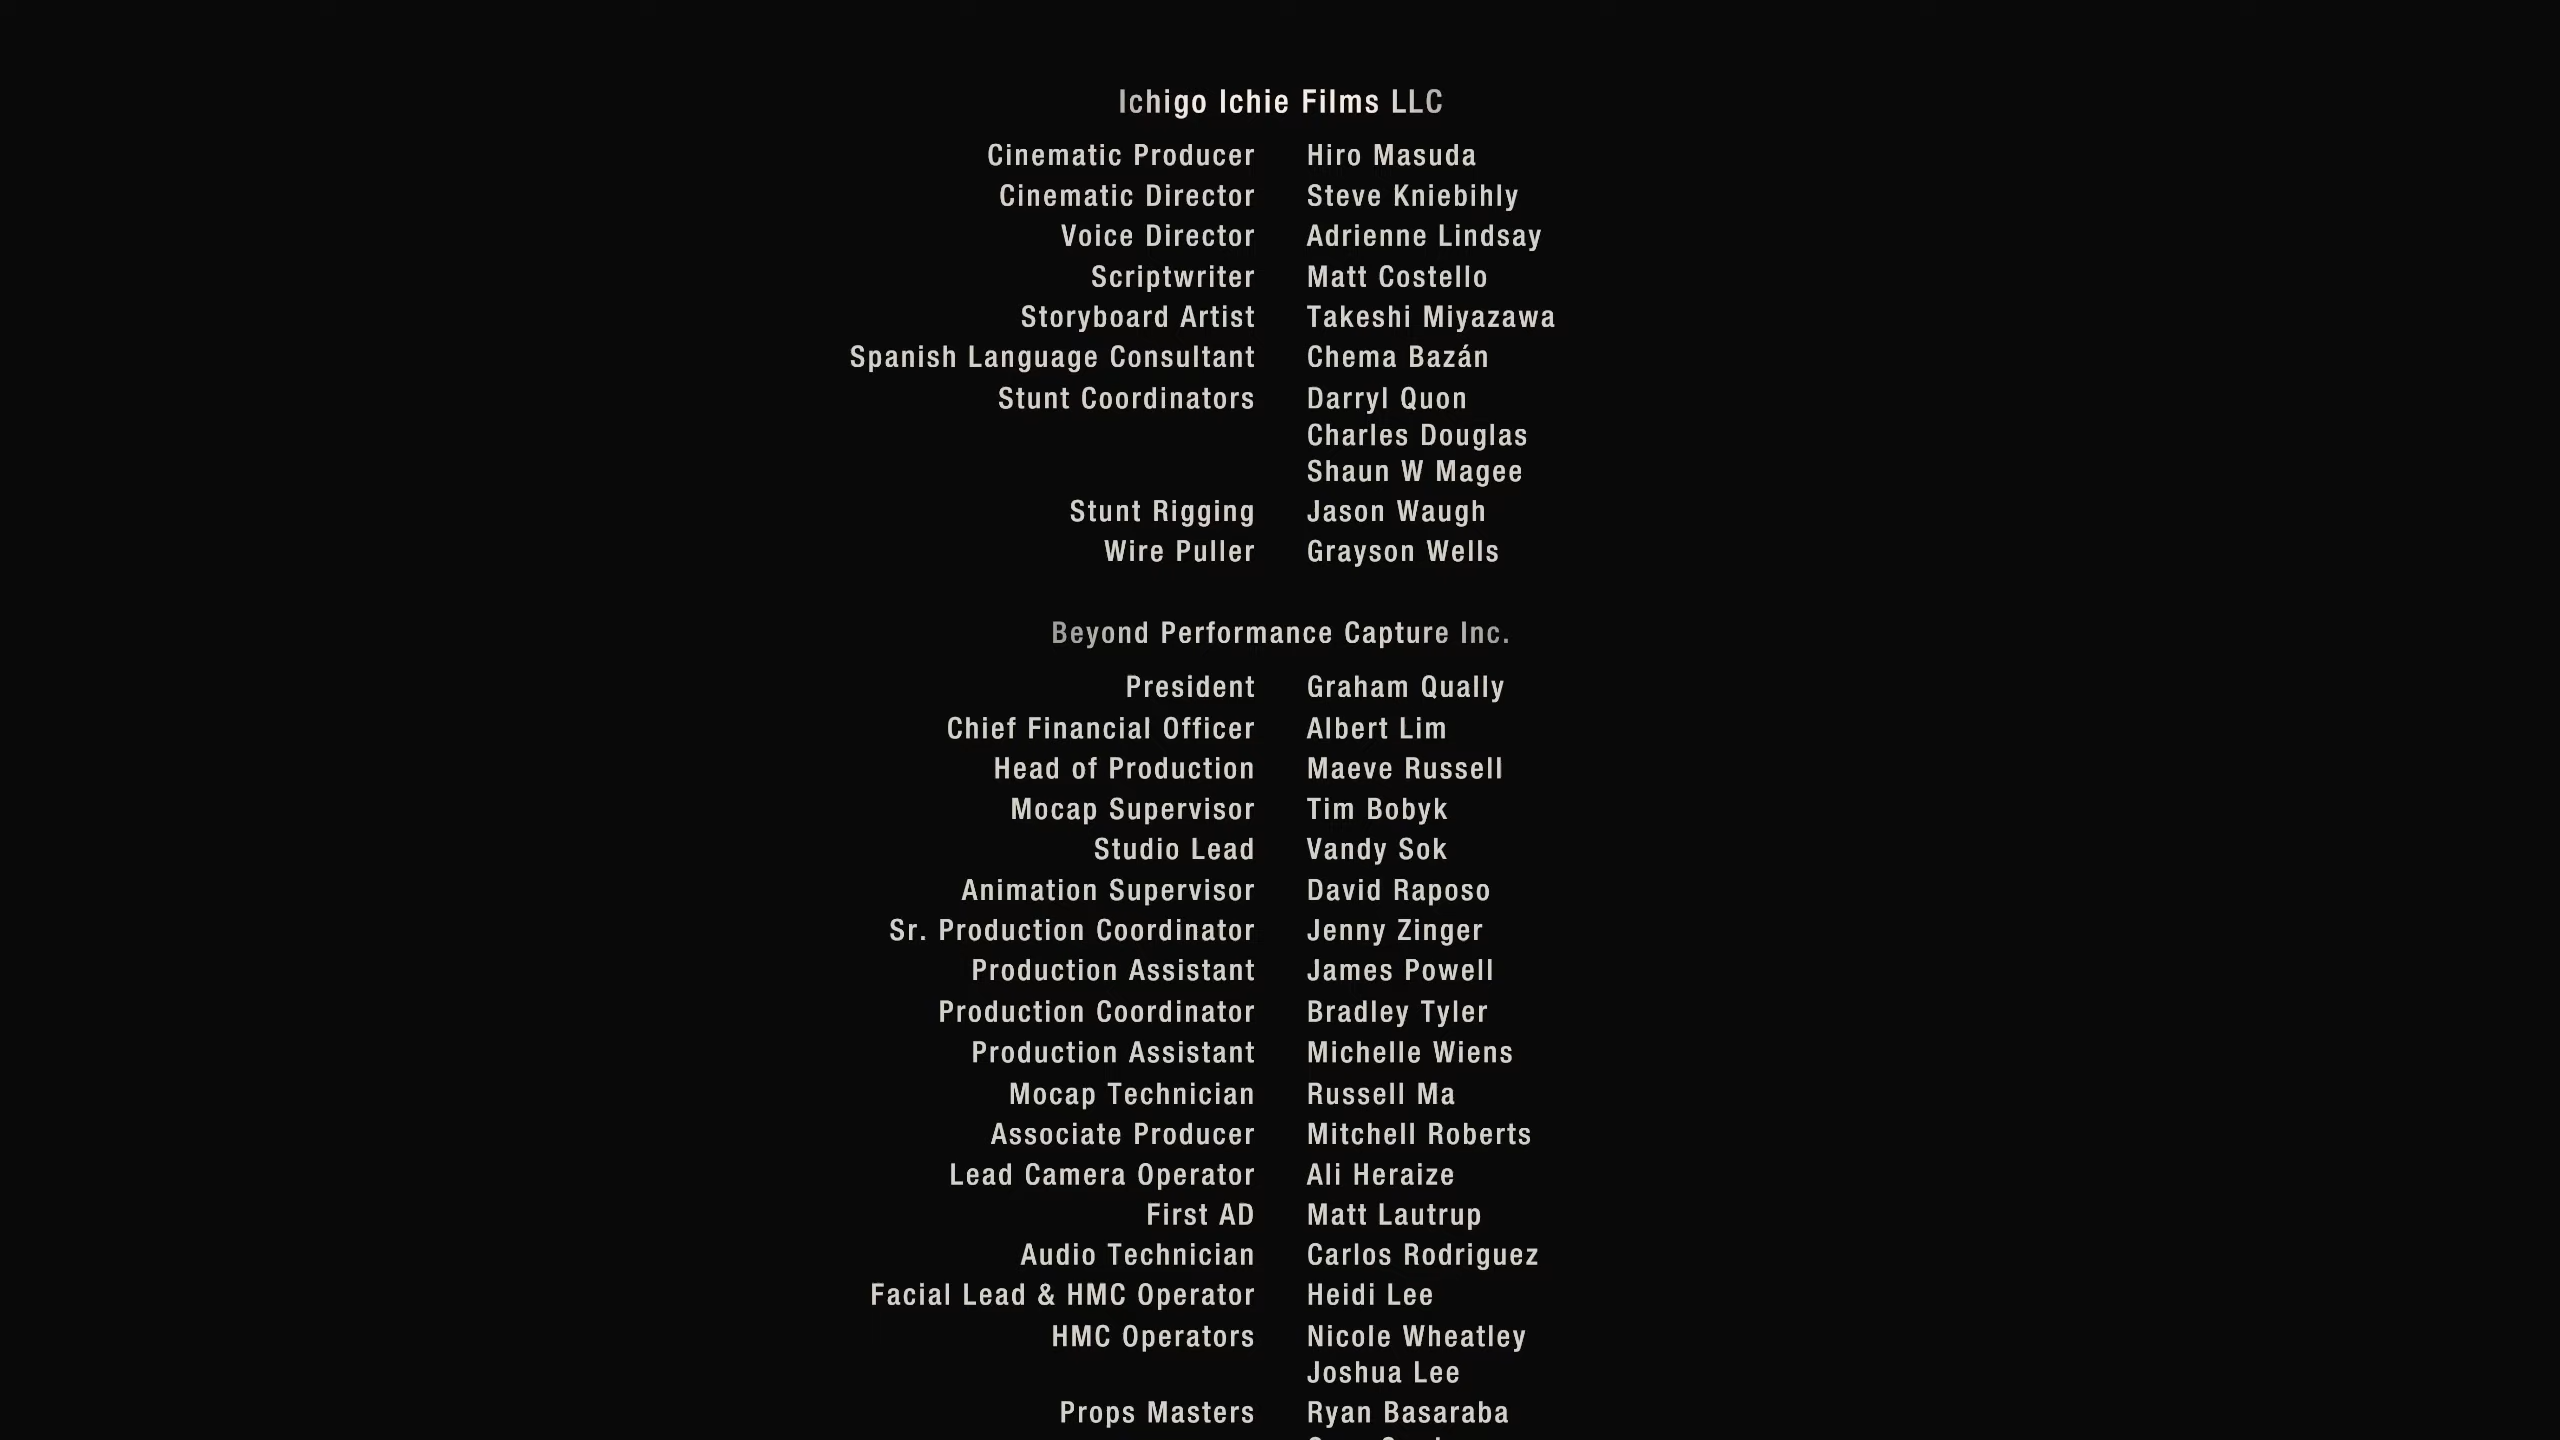 Ichigo Ichie Films LLC
Cinematic Producer Hiro Masuda
Cinematic Director Steve Kniebihly
Voice Director Adrienne Lindsay
Scriptwriter Matt Costello
Storyboard Artist Takeshi Miyazawa
Spanish Language Consultant Chema Bazán
Stunt Coordinators Darryl Quon
Charles Douglas
Shaun W Magee
Stunt Rigging Jason Waugh
Wire Puller Grayson Wells
Beyond Performance Capture Inc.
President Graham Qually
Chief Financial Officer Albert Lim
Head of Production Maeve Russell
Mocap Supervisor Tim Bobyk
Studio Lead Vandy Sok
Animation Supervisor David Raposo
Sr. Production Coordinator Jenny Zinger
Production Assistant James Powell
Production Coordinator Bradley Tyler
Production Assistant Michelle Wiens
Mocap Technician Russell Ma
Associate Producer Mitchell Roberts
Lead Camera Operator Ali Heraize
First AD Matt Lautrup
Audio Technician Carlos Rodriguez
Facial Lead & HMC Operator Heidi Lee
HMC Operators Nicole Wheatley
Joshua Lee
Props Masters Ryan Basaraba